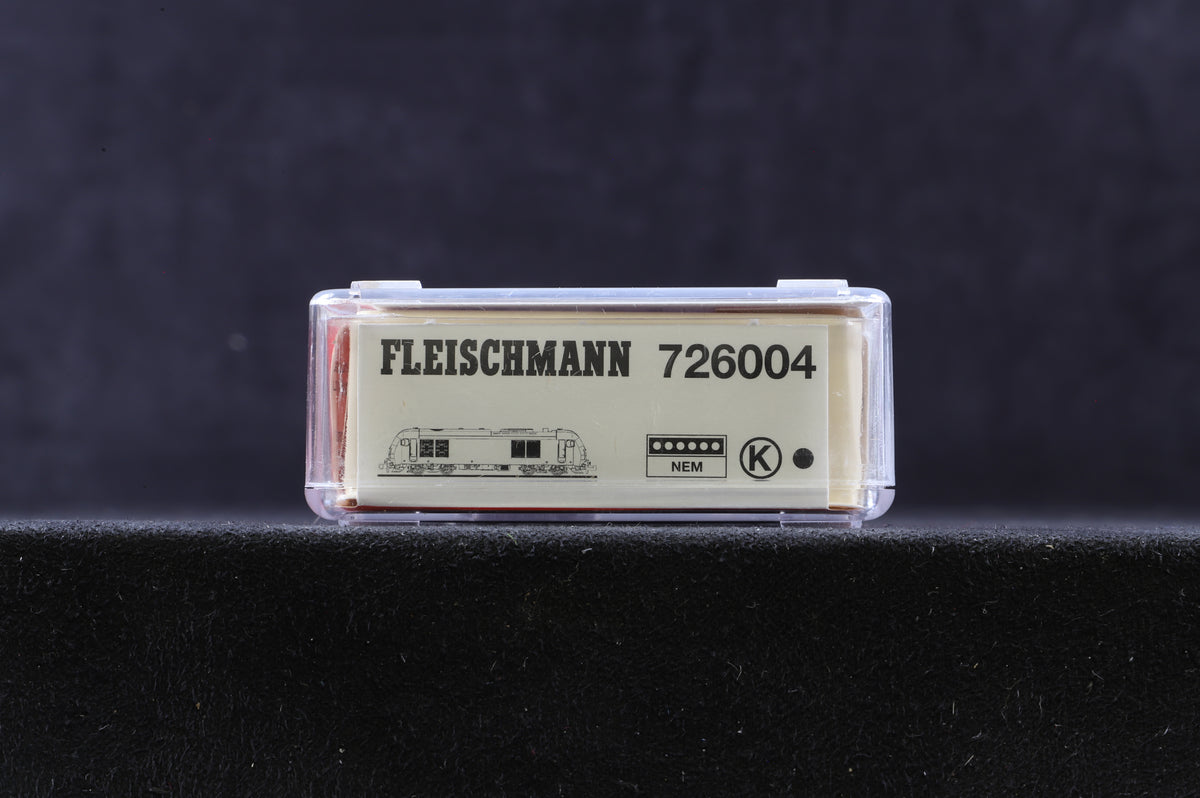 FLEISCHMANN 726004
NEM K